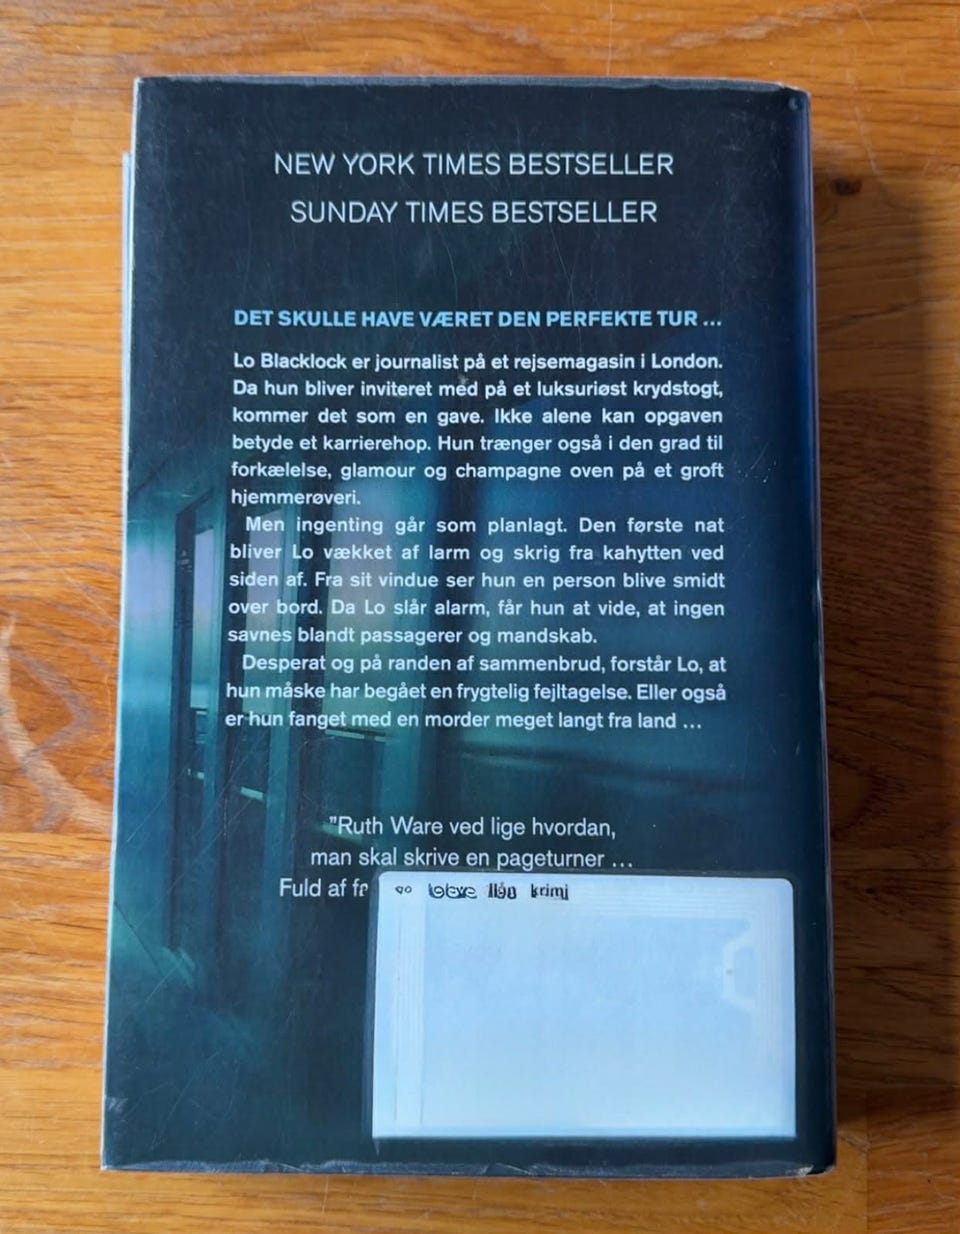 NEW YORK TIMES BESTSELLER
SUNDAY TIMES BESTSELLER
DET SKULLE HAVE VÆRET DEN PERFEKTE TUR ...
Lo Blacklock er journalist på et rejsemagasin i London.
Da hun bliver inviteret med på et luksuriøst krydstogt,
kommer det som en gave. Ikke alene kan opgaven
betyde et karrierehop. Hun trænger også i den grad til
forkælelse, glamour og champagne oven på et groft
hjemmerøveri.
Men ingenting går som planlagt. Den første nat
bliver Lo vækket af larm og skrig fra kahytten ved
siden af. Fra sit vindue ser hun en person blive smidt
over bord. Da Lo slår alarm, får hun at vide, at ingen
savnes blandt passagerer og mandskab.
Desperat og på randen af sammenbrud, forstår Lo, at
hun måske har begået en frygtelig fejltagelse. Eller også
er hun fanget med en morder meget langt fra land ...
"Ruth Ware ved lige hvordan,
man skal skrive en pageturner ...
Fuld af
krimi